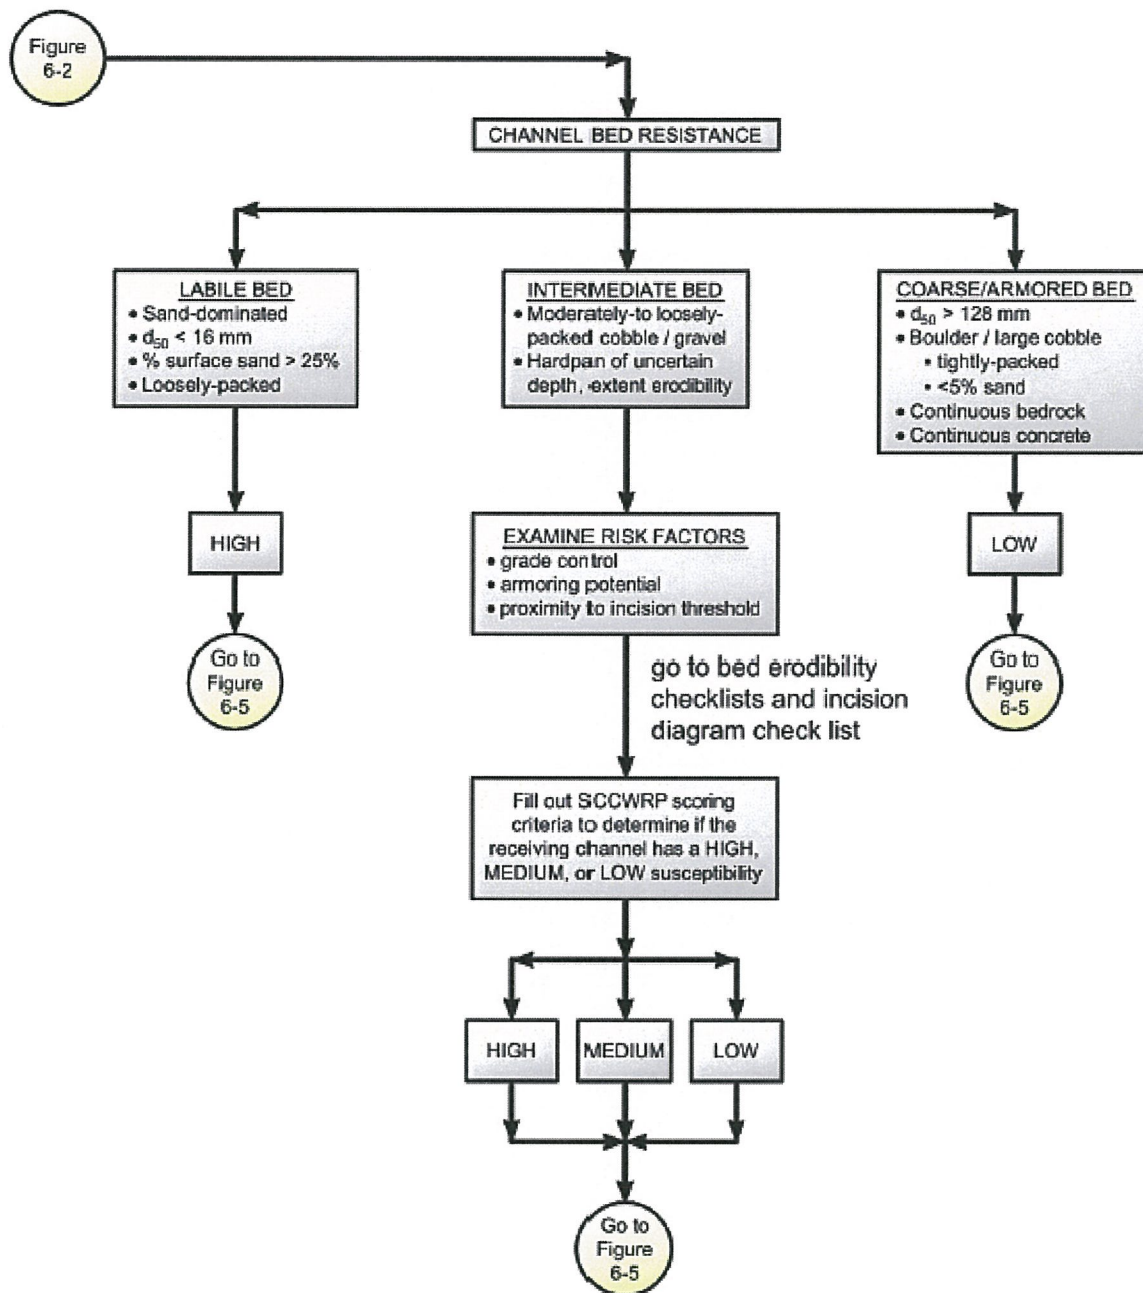 Figure
6-2
CHANNEL BED RESISTANCE
LABILE BED
• Sand-dominated
• d50 < 16 mm
• % surface sand > 25%
• Loosely-packed
INTERMEDIATE BED
• Moderately-to loosely-
packed cobble / gravel
• Hardpan of uncertain
depth, extent erodibility
COARSE/ARMORED BED
• d50 > 128 mm
• Boulder / large cobble
• tightly-packed
• <5% sand
• Continuous bedrock
• Continuous concrete
HIGH
EXAMINE RISK FACTORS
• grade control
• armoring potential
• proximity to incision threshold
LOW
Go to
Figure
6-5
go to bed erodibility
checklists and incision
diagram check list
Go to
Figure
6-5
Fill out SCCWRP scoring
criteria to determine if the
receiving channel has a HIGH,
MEDIUM, or LOW susceptibility
HIGH
MEDIUM
LOW
Go to
Figure
6-5